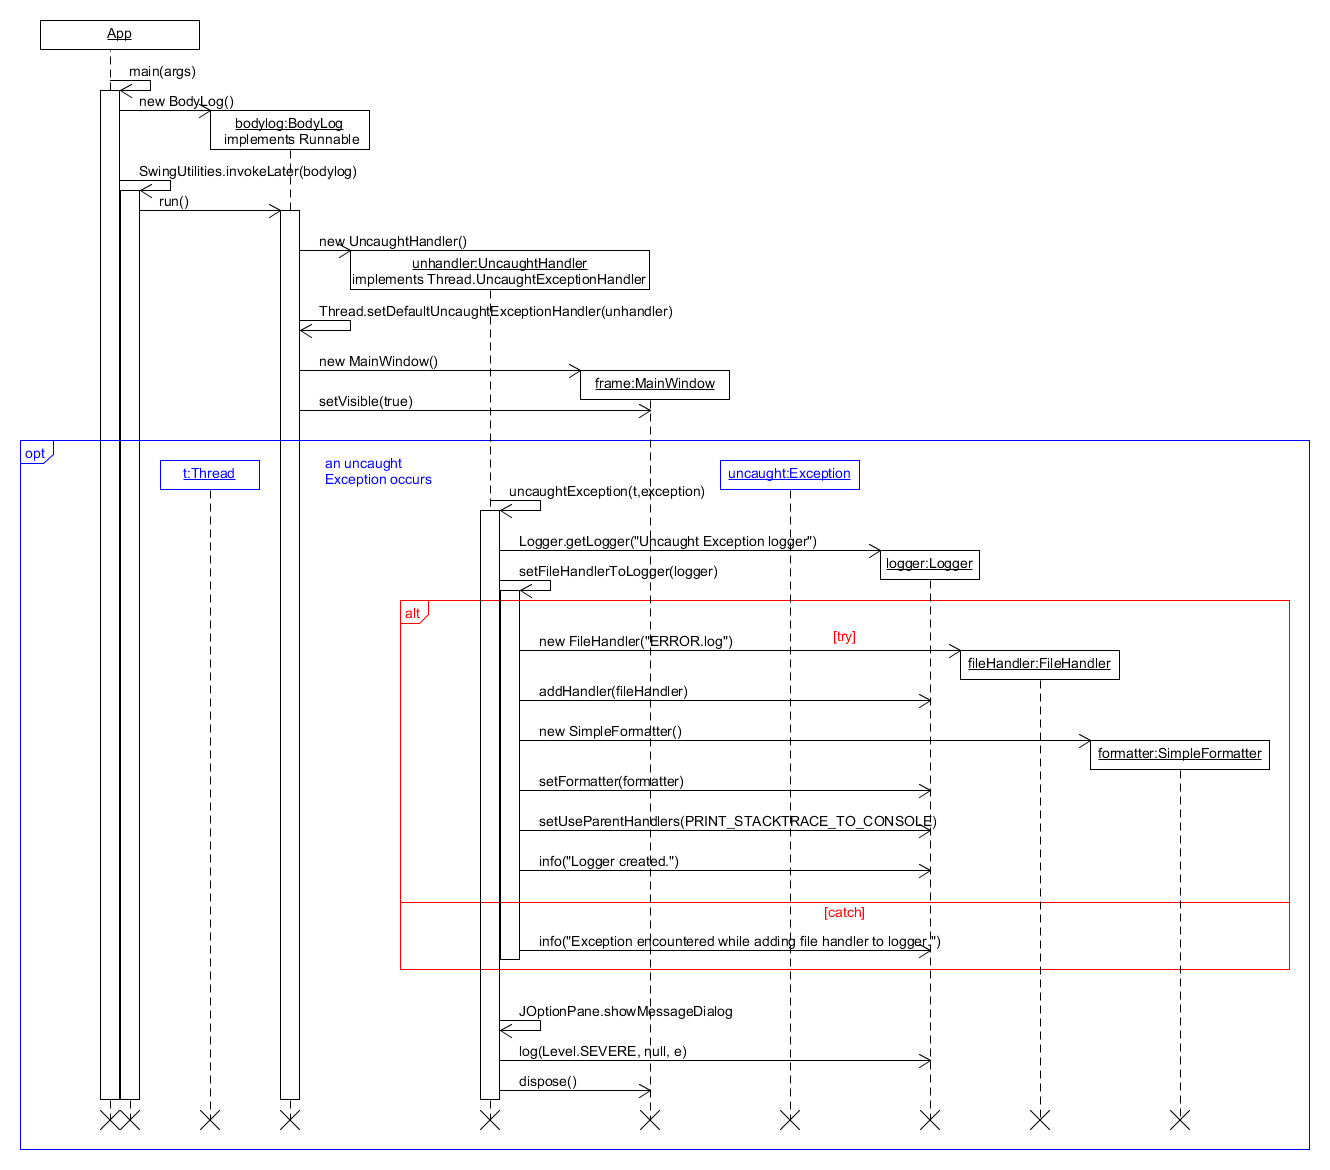 App
main(args)
new BodyLog()
bodylog:BodyLog
implements Runnable
SwingUtilities.invokeLater(bodylog)
run()
new UncaughtHandler()
unhandler:UncaughtHandler
implements Thread.UncaughtExceptionHandler
Thread.setDefaultUncaughtExceptionHandler(unhandler)
new MainWindow()
frame:MainWindow
setVisible(true)
opt
t:Thread
an uncaught
Exception occurs
uncaught:Exception
uncaughtException(t,exception)
Logger.getLogger("Uncaught Exception logger")
logger:Logger
setFileHandlerToLogger(logger)
alt
[try]
new FileHandler("ERROR.log")
fileHandler:FileHandler
addHandler(fileHandler)
new SimpleFormatter()
formatter:SimpleFormatter
setFormatter(formatter)
setUseParentHandlers(PRINT_STACKTRACE_TO_CONSOLE)
info("Logger created.")
[catch]
info("Exception encountered while adding file handler to logger.")
JOptionPane.showMessageDialog
log(Level.SEVERE, null, e)
dispose()